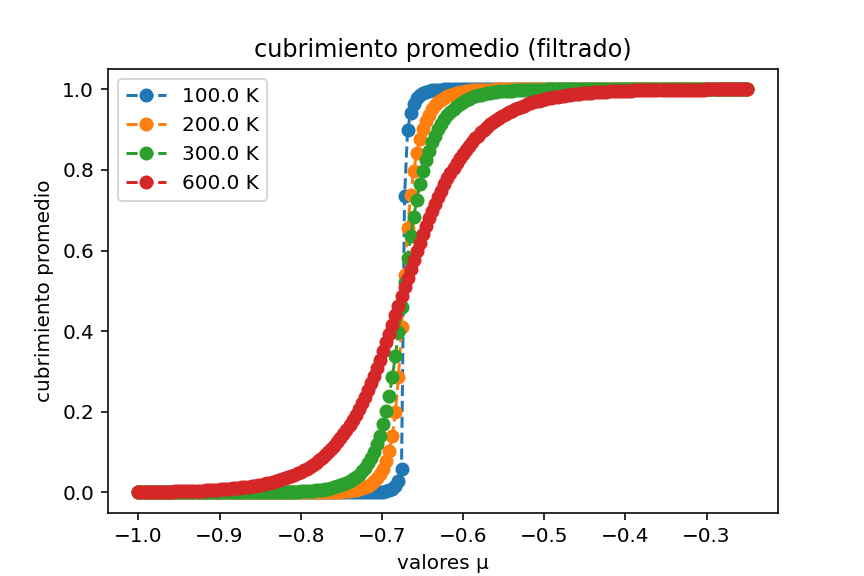 cubrimiento promedio (filtrado)
100.0 K
200.0 K
300.0 K
600.0 K
cubrimiento promedio
1.0
0.8
0.6
0.4
0.2
0.0
−1.0 −0.9 −0.8 −0.7 −0.6 −0.5 −0.4 −0.3
valores μ